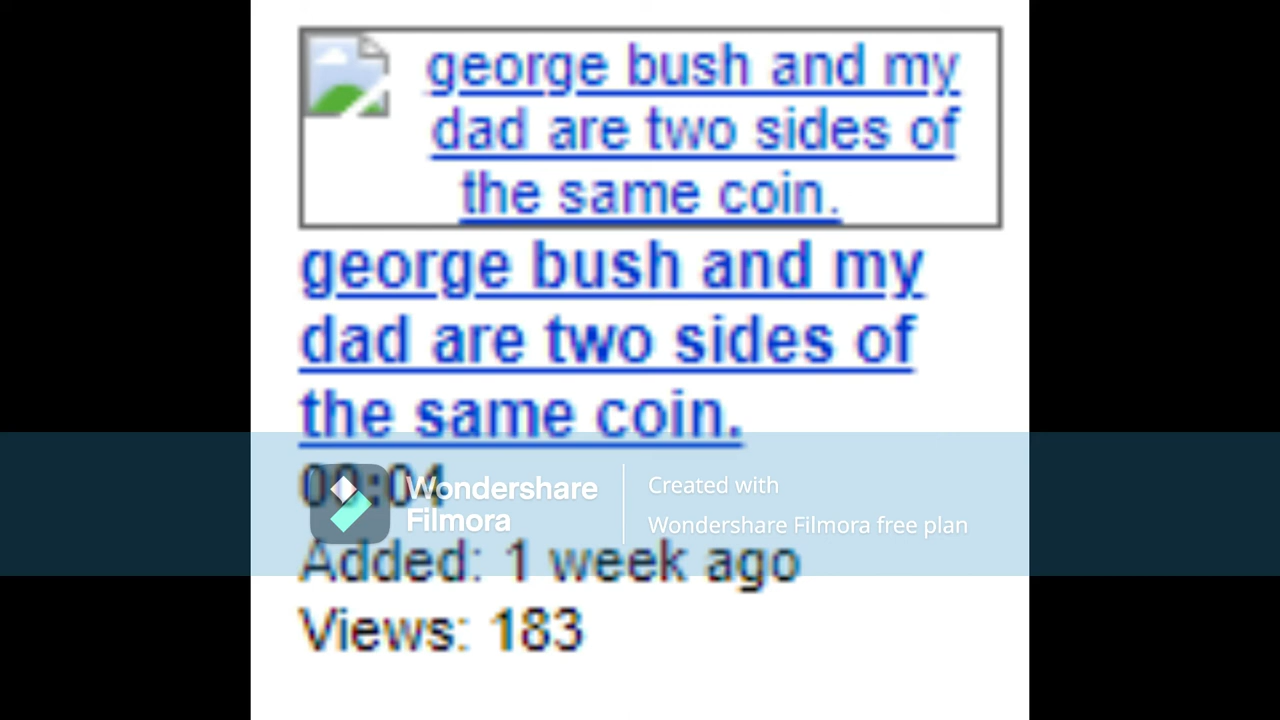 george bush and my
dad are two sides of
the same coin.
george bush and my
dad are two sides of
the same coin.
00:04
Wondershare
Filmora
Created with
Wondershare Filmora free plan
Added: 1 week ago
Views: 183